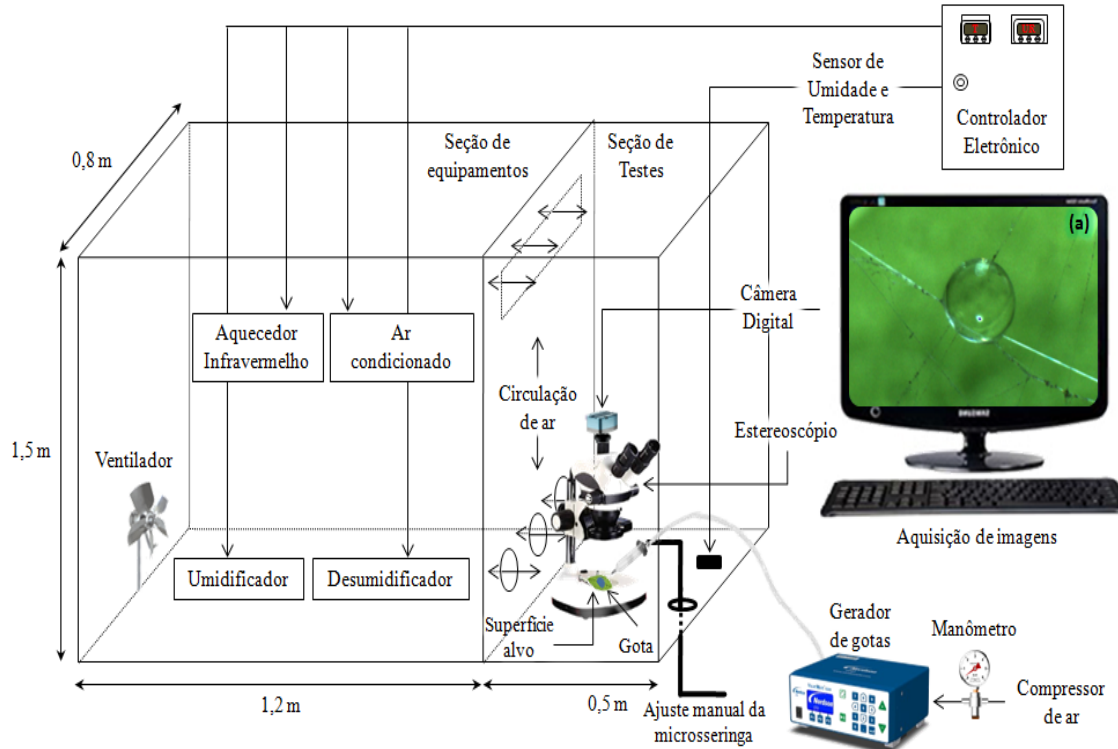 Sensor de
Umidade e
Temperatura
Controlador
Eletrônico
0,8 m
Seção de
equipamentos
Seção de
Testes
(a)
Câmera
Digital
Aquecedor
Infravermelho
Ar
condicionado
Circulação
de ar
1,5 m
Ventilador
Estereoscópio
Aquisição de imagens
Umidificador
Desumidificador
Superfície
alvo
Gota
Gerador
de gotas
Manômetro
1,2 m
0,5 m
Ajuste manual da
microsseringa
Compressor
de ar